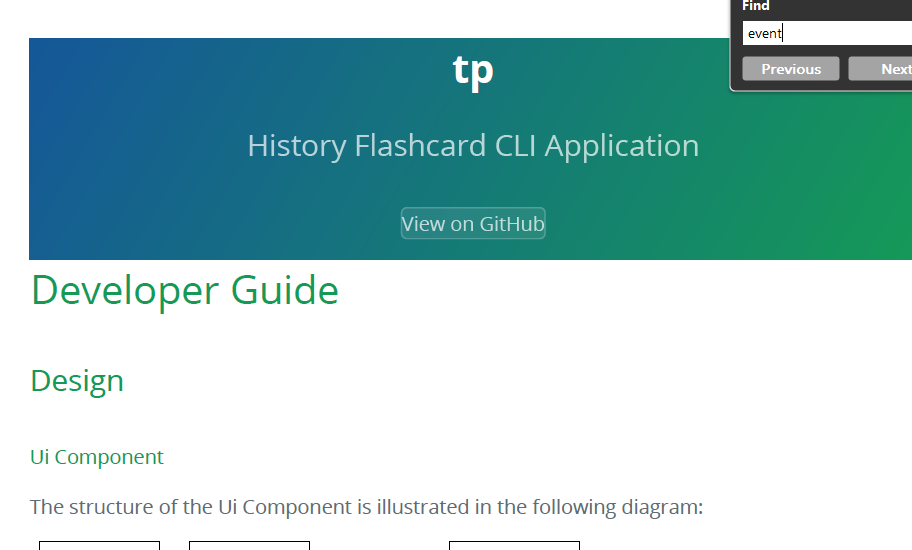 Find
event
Previous
Next
tp
History Flashcard CLI Application
View on GitHub
Developer Guide
Design
Ui Component
The structure of the Ui Component is illustrated in the following diagram: